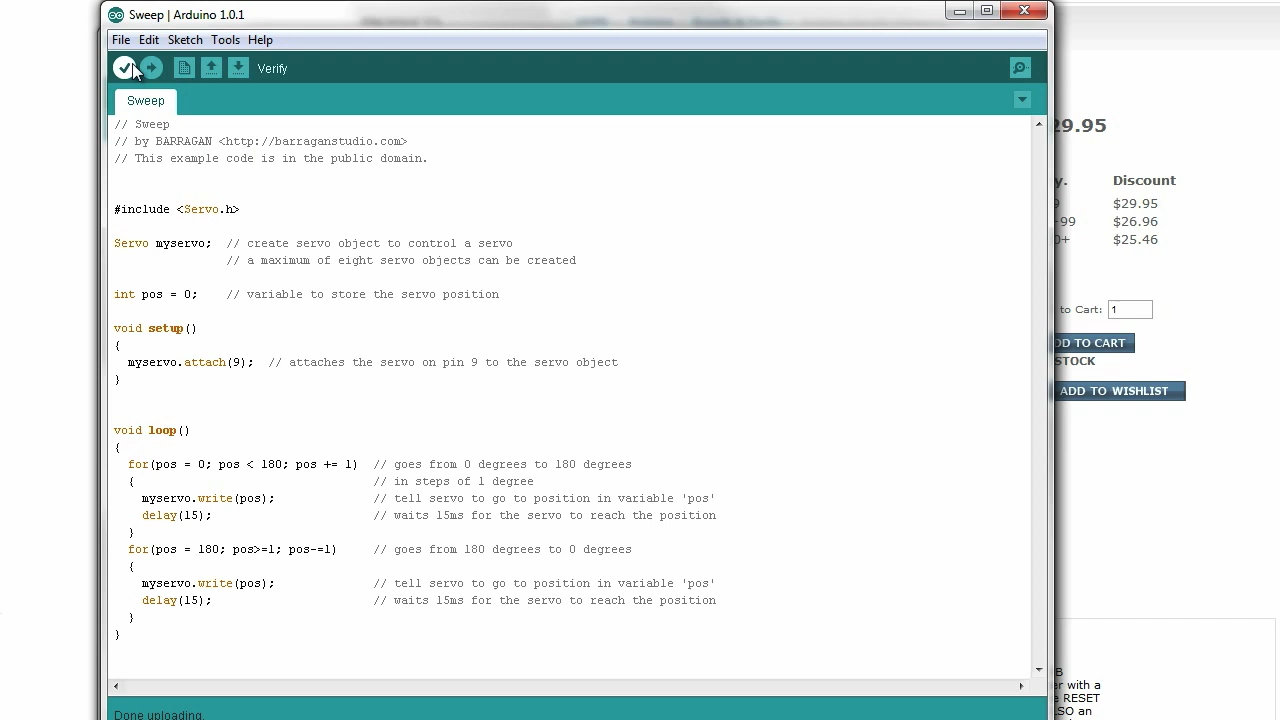 Sweep | Arduino 1.0.1
File Edit Sketch Tools Help
Verify
Sweep
// Sweep
// by BARRAGAN <http://barraganstudio.com>
// This example code is in the public domain.
#include <Servo.h>
Servo myservo;  // create servo object to control a servo
// a maximum of eight servo objects can be created
int pos = 0;    // variable to store the servo position
void setup()
{
myservo.attach(9);  // attaches the servo on pin 9 to the servo object
}
void loop()
{
for(pos = 0; pos < 180; pos += 1)  // goes from 0 degrees to 180 degrees
{                                  // in steps of 1 degree
myservo.write(pos);              // tell servo to go to position in variable 'pos'
delay(15);                       // waits 15ms for the servo to reach the position
}
for(pos = 180; pos>=1; pos-=1)     // goes from 180 degrees to 0 degrees
{
myservo.write(pos);              // tell servo to go to position in variable 'pos'
delay(15);                       // waits 15ms for the servo to reach the position
}
}
Done uploading.
29.95
y. Discount
9 $29.95
-99 $26.96
0+ $25.46
to Cart: 1
DD TO CART
STOCK
ADD TO WISHLIST
B
er with a
e RESET
SO an